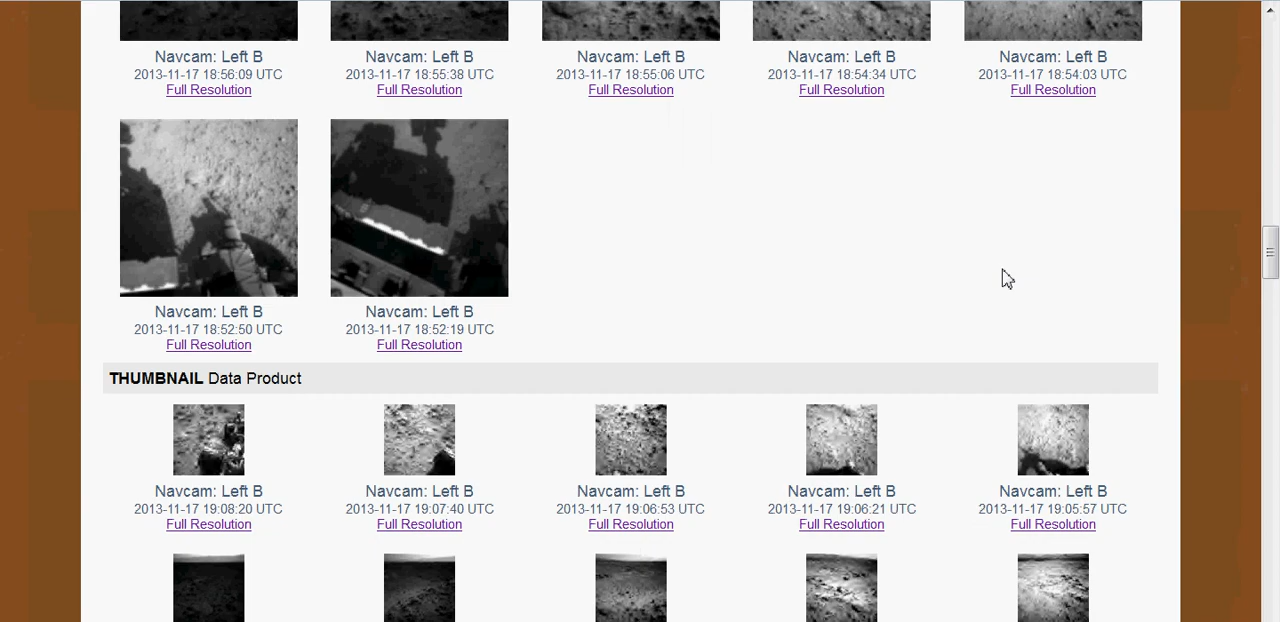 Navcam: Left B Navcam: Left B Navcam: Left B Navcam: Left B Navcam: Left B
2013-11-17 18:56:09 UTC 2013-11-17 18:55:38 UTC 2013-11-17 18:55:06 UTC 2013-11-17 18:54:34 UTC 2013-11-17 18:54:03 UTC
Full Resolution Full Resolution Full Resolution Full Resolution Full Resolution
Navcam: Left B Navcam: Left B
2013-11-17 18:52:50 UTC 2013-11-17 18:52:19 UTC
Full Resolution Full Resolution
THUMBNAIL Data Product
Navcam: Left B Navcam: Left B Navcam: Left B Navcam: Left B Navcam: Left B
2013-11-17 19:08:20 UTC 2013-11-17 19:07:40 UTC 2013-11-17 19:06:53 UTC 2013-11-17 19:06:21 UTC 2013-11-17 19:05:57 UTC
Full Resolution Full Resolution Full Resolution Full Resolution Full Resolution